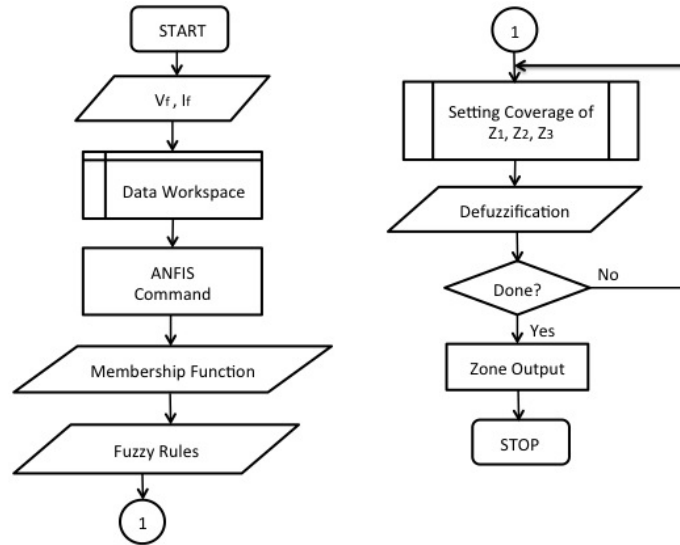 START
Vf , If
Data Workspace
ANFIS
Command
Membership Function
Fuzzy Rules
1
1
Setting Coverage of
Z1, Z2, Z3
Defuzzification
Done?
No
Yes
Zone Output
STOP